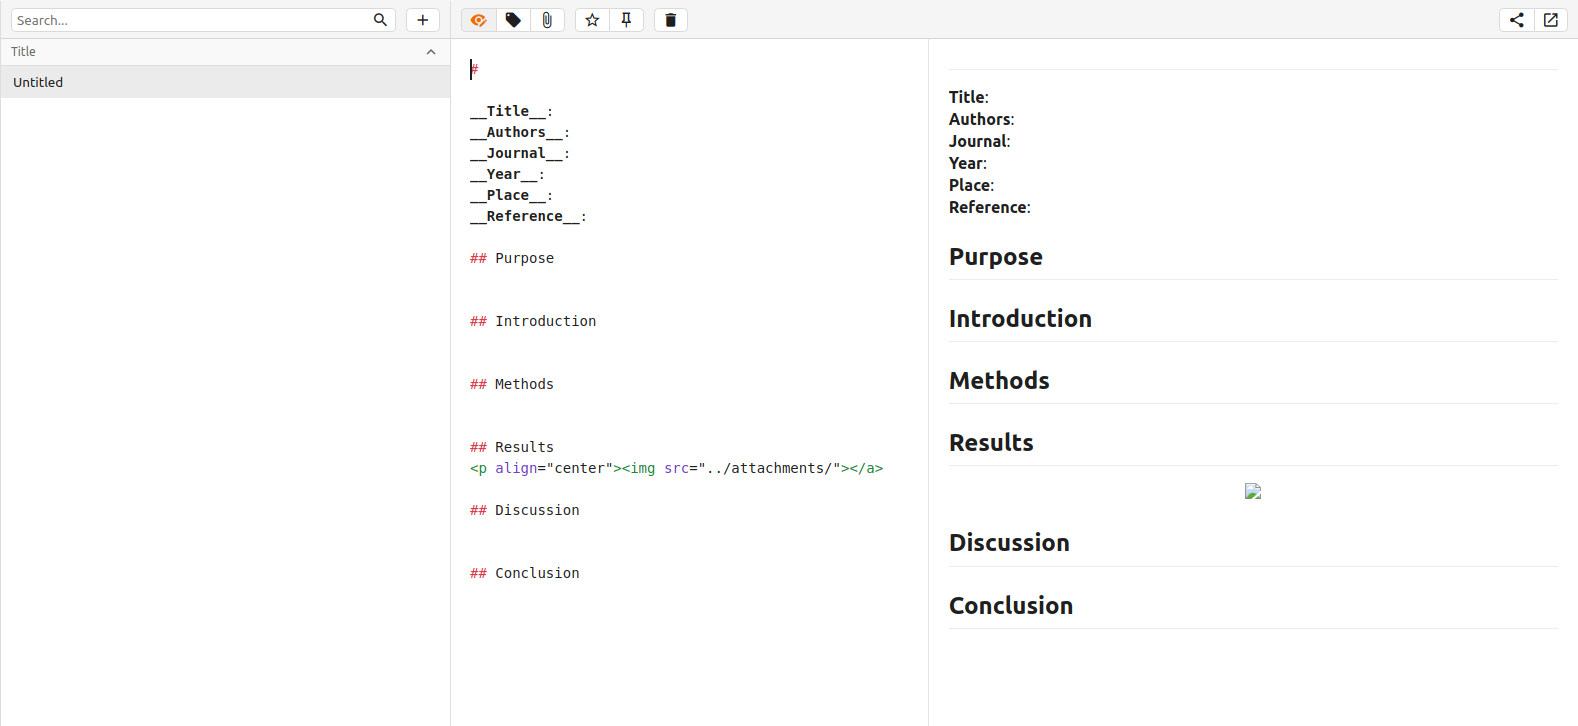 Search...
Title
Untitled
#
__Title__:
__Authors__:
__Journal__:
__Year__:
__Place__:
__Reference__:
## Purpose
## Introduction
## Methods
## Results
<p align="center"><img src="../attachments/"></a>
## Discussion
## Conclusion
Title:
Authors:
Journal:
Year:
Place:
Reference:
Purpose
Introduction
Methods
Results
Discussion
Conclusion